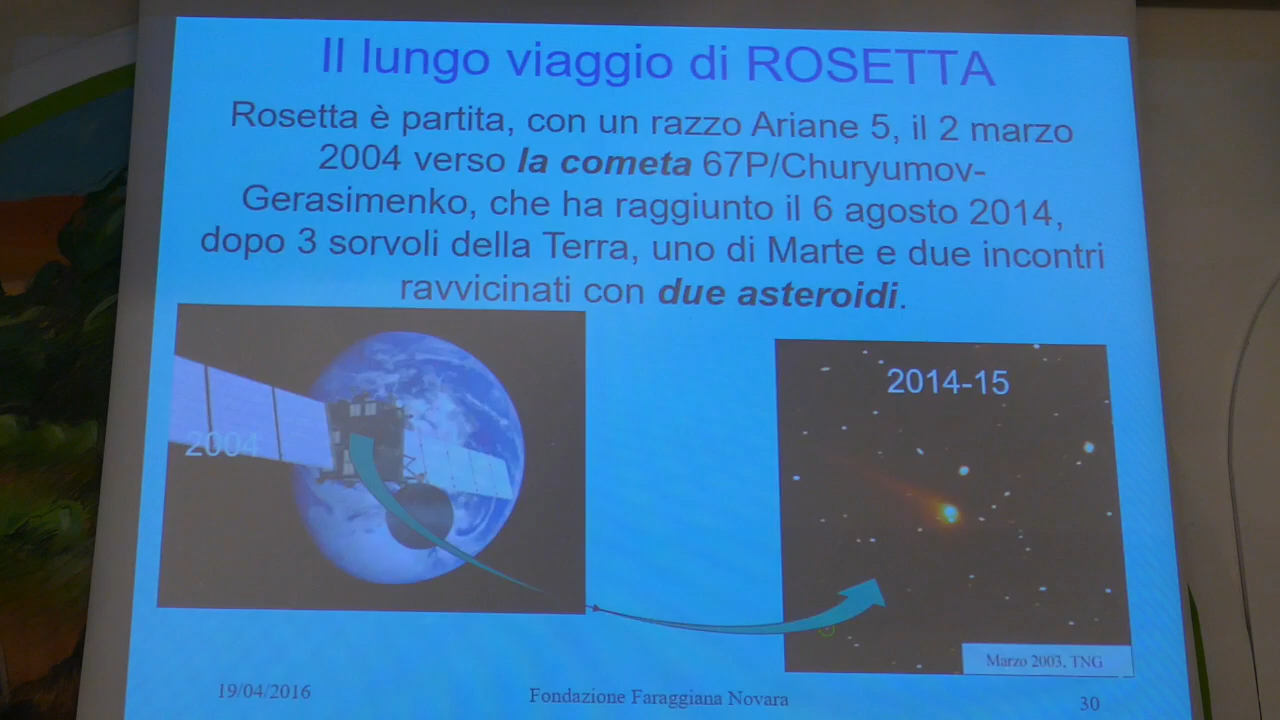 Il lungo viaggio di ROSETTA
Rosetta è partita, con un razzo Ariane 5, il 2 marzo
2004 verso la cometa 67P/Churyumov-
Gerasimenko, che ha raggiunto il 6 agosto 2014,
dopo 3 sorvoli della Terra, uno di Marte e due incontri
ravvicinati con due asteroidi.
2004
2014-15
Marzo 2003, TNG
19/04/2016
Fondazione Faraggiana Novara
30